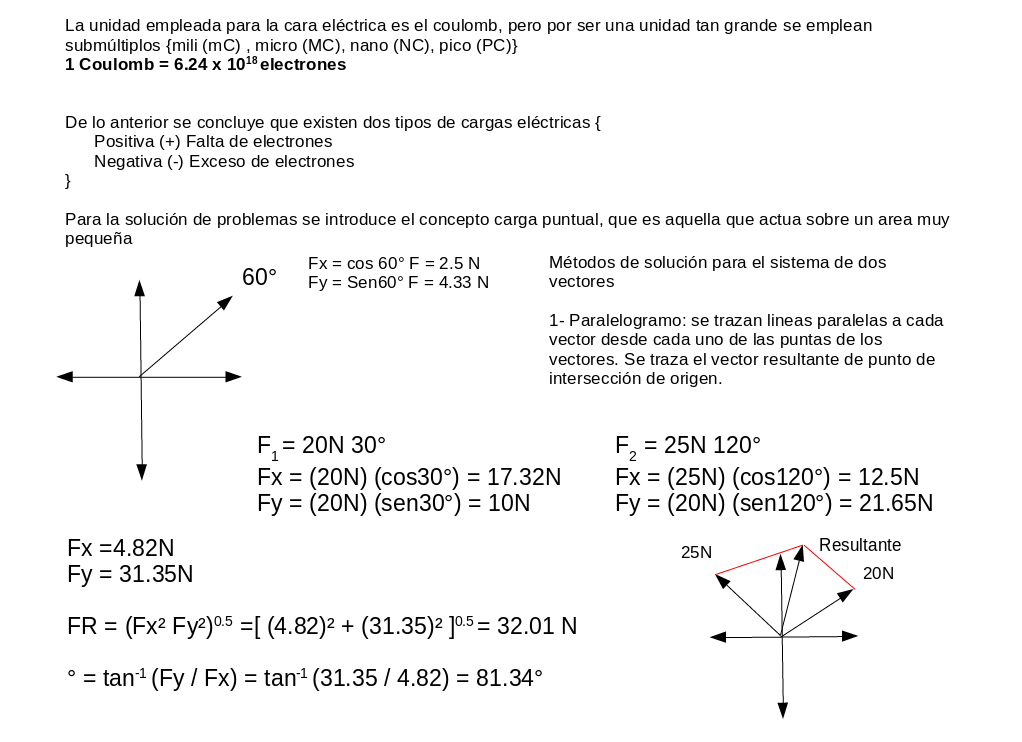 La unidad empleada para la cara eléctrica es el coulomb, pero por ser una unidad tan grande se emplean
submúltiplos {mili (mC) , micro (MC), nano (NC), pico (PC)}
1 Coulomb = 6.24 x 10¹⁸ electrones
De lo anterior se concluye que existen dos tipos de cargas eléctricas {
Positiva (+) Falta de electrones
Negativa (-) Exceso de electrones
}
Para la solución de problemas se introduce el concepto carga puntual, que es aquella que actua sobre un area muy
pequeña
60°
Fx = cos 60° F = 2.5 N
Fy = Sen60° F = 4.33 N
Métodos de solución para el sistema de dos
vectores
1- Paralelogramo: se trazan lineas paralelas a cada
vector desde cada uno de las puntas de los
vectores. Se traza el vector resultante de punto de
intersección de origen.
F₁ = 20N 30°
Fx = (20N) (cos30°) = 17.32N
Fy = (20N) (sen30°) = 10N
F₂ = 25N 120°
Fx = (25N) (cos120°) = 12.5N
Fy = (20N) (sen120°) = 21.65N
Fx =4.82N
Fy = 31.35N
FR = (Fx² Fy²)⁰·⁵ =[ (4.82)² + (31.35)² ]⁰·⁵ = 32.01 N
° = tan⁻¹ (Fy / Fx) = tan⁻¹ (31.35 / 4.82) = 81.34°
25N
Resultante
20N